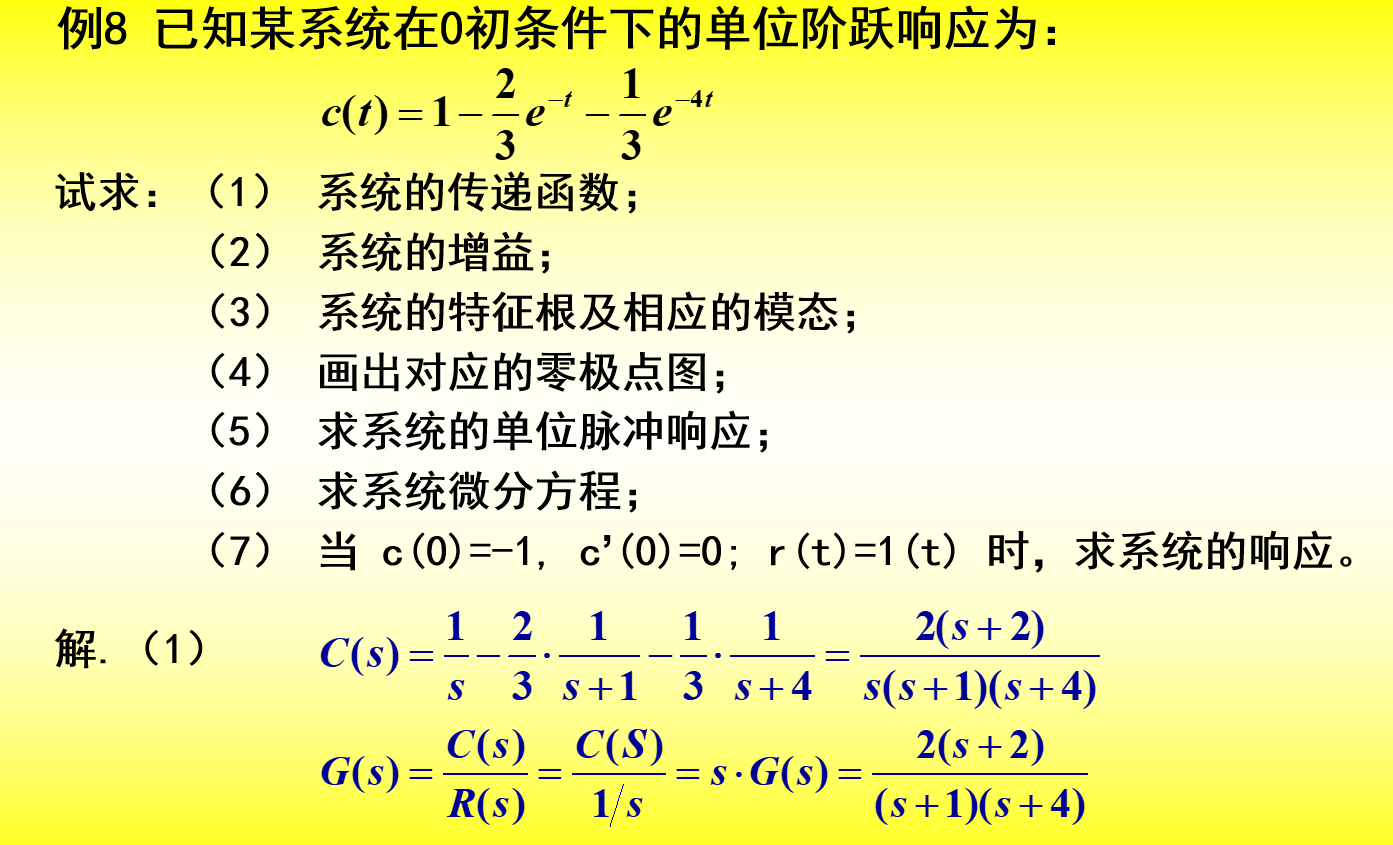 例8 已知某系统在0初条件下的单位阶跃响应为：
c(t) = 1 − \frac{2}{3} e^{−t} − \frac{1}{3} e^{−4t}
试求：（1） 系统的传递函数；
（2） 系统的增益；
（3） 系统的特征根及相应的模态；
（4） 画出对应的零极点图；
（5） 求系统的单位脉冲响应；
（6） 求系统微分方程；
（7） 当 c(0)=-1, c’(0)=0; r(t)=1(t) 时，求系统的响应。
解.（1） C(s) = \frac{1}{s} − \frac{2}{3} · \frac{1}{s+1} − \frac{1}{3} · \frac{1}{s+4} = \frac{2(s+2)}{s(s+1)(s+4)}
G(s) = \frac{C(s)}{R(s)} = \frac{C(S)}{1/s} = s · G(s) = \frac{2(s+2)}{(s+1)(s+4)}